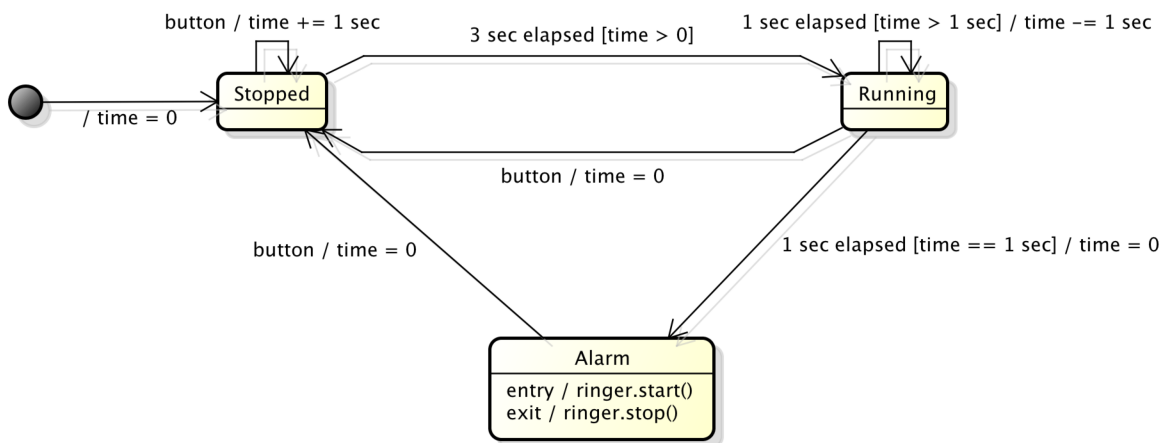 button / time += 1 sec
3 sec elapsed [time > 0]
1 sec elapsed [time > 1 sec] / time -= 1 sec
Stopped
Running
/ time = 0
button / time = 0
button / time = 0
1 sec elapsed [time == 1 sec] / time = 0
Alarm
entry / ringer.start()
exit / ringer.stop()